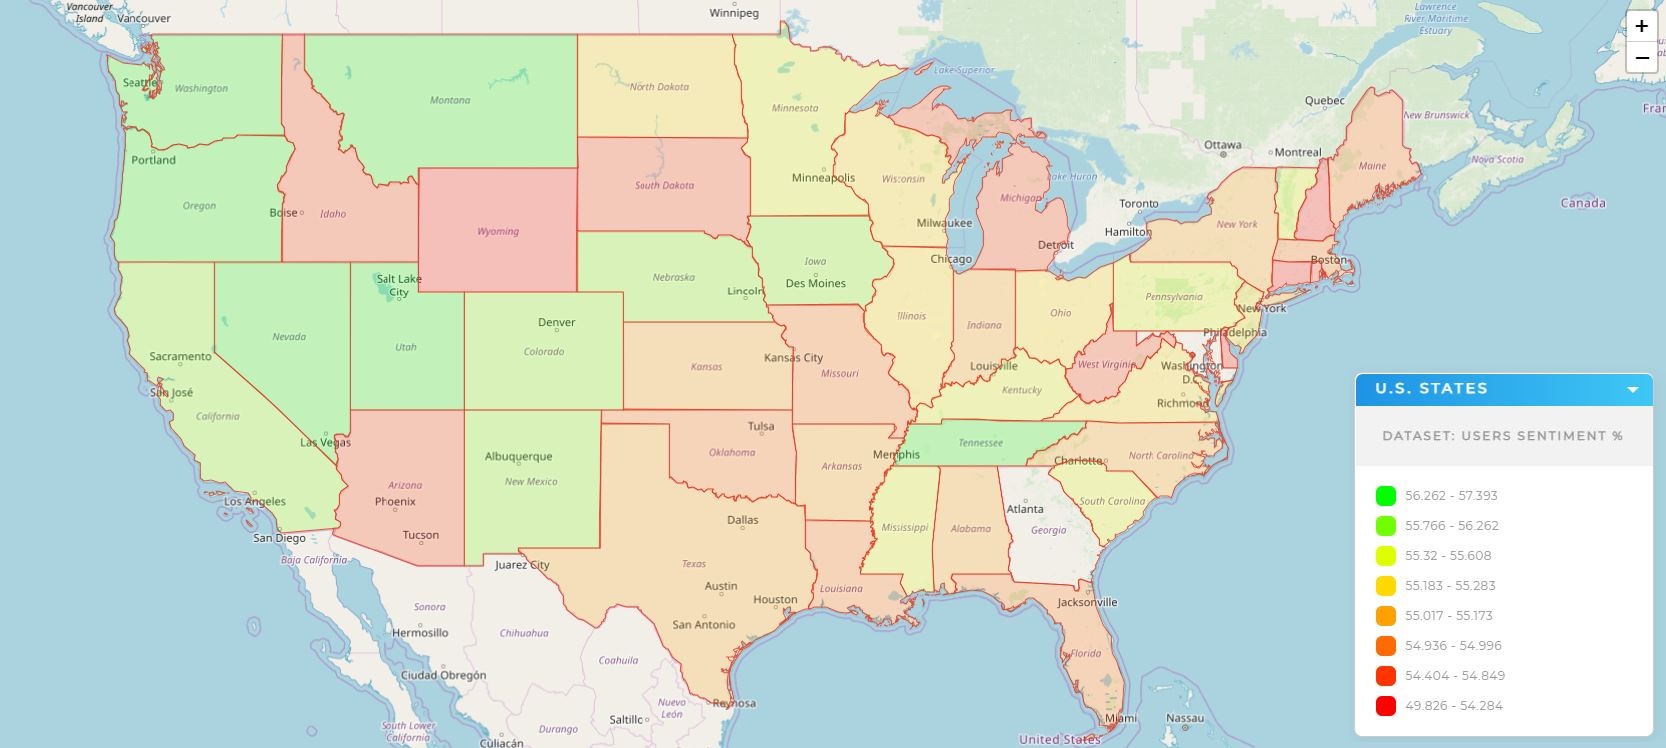 Vancouver
Island
Vancouver
Winnipeg
Lawrence
River Maritime
Estuary
+
−
Seattle
Washington
Montana
North Dakota
Lake Superior
Minnesota
Quebec
New Brunswick
Fran
Portland
Oregon
Boise
Idaho
South Dakota
Minneapolis
Wisconsin
Michigan
Lake Huron
Ottawa
Montreal
Maine
Nova Scotia
Canada
Wyoming
Milwaukee
Toronto
Hamilton
New York
Detroit
Chicago
Boston
Salt Lake
City
Nebraska
Lincoln
Iowa
Des Moines
Pennsylvania
New York
Sacramento
San José
California
Nevada
Utah
Denver
Colorado
Kansas
Kansas City
Missouri
Illinois
Indiana
Ohio
Louisville
Kentucky
West Virginia
Philadelphia
Washington
D.C.
Richmond
Las Vegas
Los Angeles
San Diego
Baja California
Arizona
Phoenix
Tucson
Albuquerque
New Mexico
Tulsa
Oklahoma
Arkansas
Memphis
Tennessee
Charlotte
North Carolina
South Carolina
Atlanta
Georgia
Alabama
Mississippi
Dallas
Texas
Austin
Houston
San Antonio
Louisiana
Jacksonville
Florida
Miami
Nassau
United States
Juarez City
Sonora
Hermosillo
Chihuahua
Coahuila
Ciudad Obregón
Nuevo
León
Reynosa
Saltillo
Durango
South Lower
California
Culiacán
U.S. STATES
DATASET: USERS SENTIMENT %
56.262 - 57.393
55.766 - 56.262
55.32 - 55.608
55.183 - 55.283
55.017 - 55.173
54.936 - 54.996
54.404 - 54.849
49.826 - 54.284